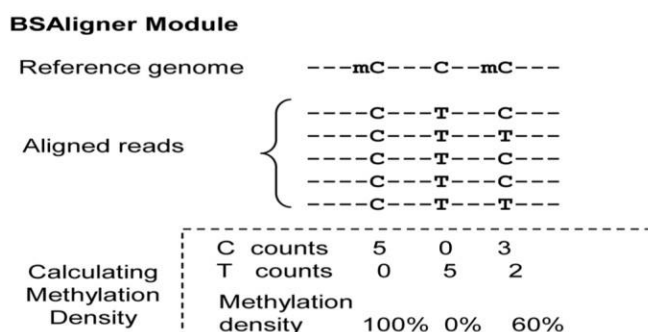 BSAligner Module
Reference genome ---mC---C--mC---
Aligned reads
---C---T---C---
---C---T---T---
---C---T---C---
---C---T---C---
---C---T---T---
Calculating Methylation Density
C counts 5 0 3
T counts 0 5 2
Methylation density 100% 0% 60%